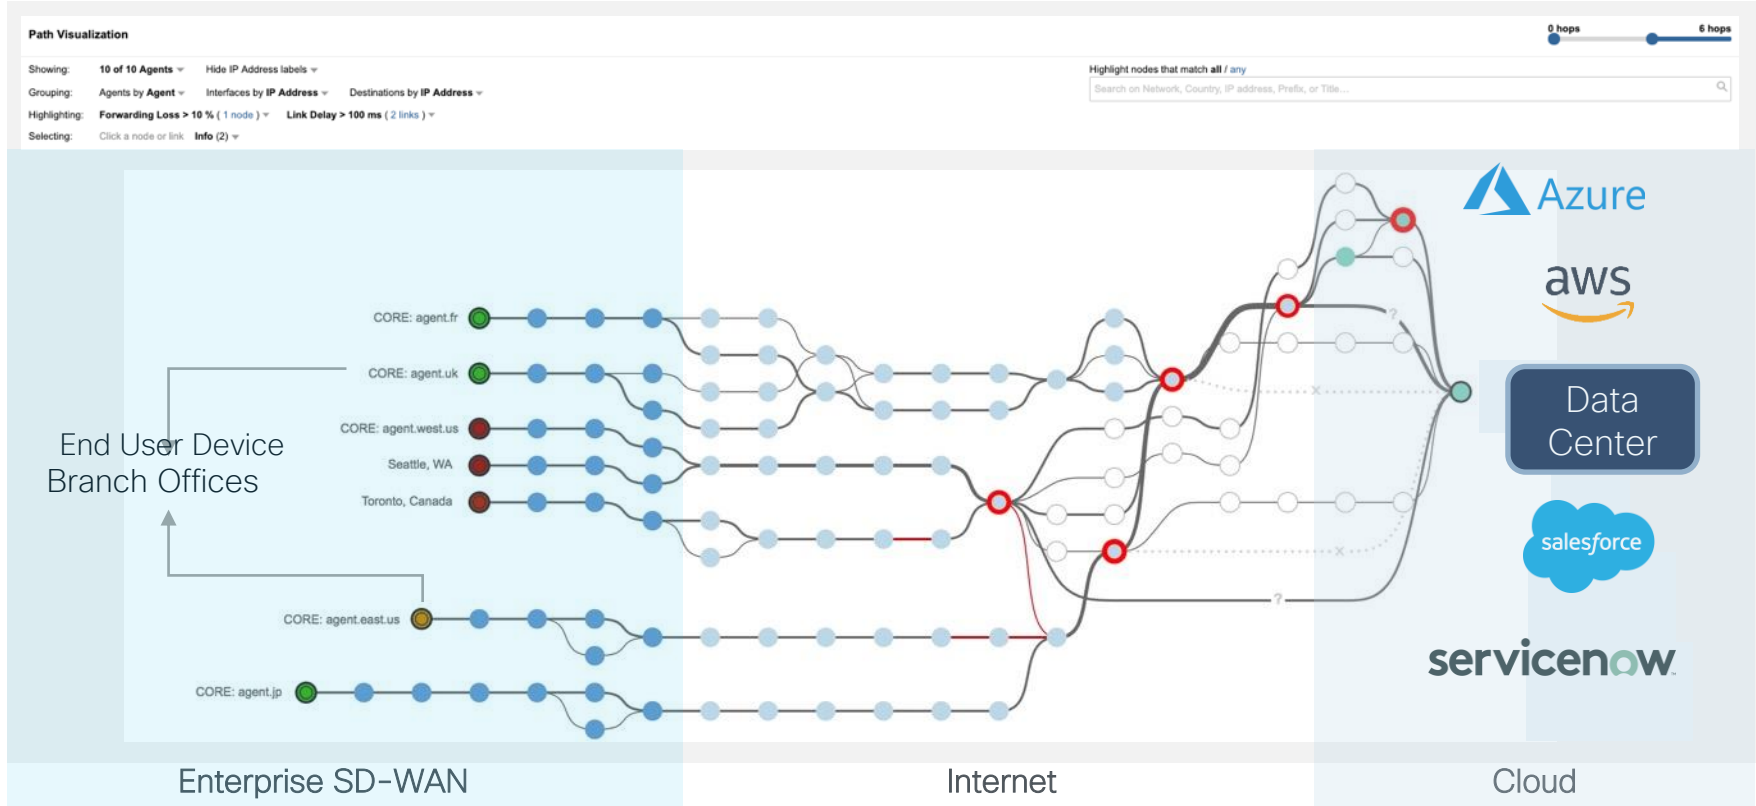 Path Visualization
0 hops
6 hops
Showing: 10 of 10 Agents Hide IP Address labels
Highlight nodes that match all / any
Grouping: Agents by Agent Interfaces by IP Address Destinations by IP Address
Search on Network, Country, IP address, Prefix, or Title...
Highlighting: Forwarding Loss > 10 % ( 1 node ) Link Delay > 100 ms ( 2 links )
Selecting: Click a node or link Info (2)
Azure
aws
CORE: agent.fr
?
CORE: agent.uk
x
Data
Center
CORE: agent.west.us
End User Device
Branch Offices
Seattle, WA
Toronto, Canada
salesforce
x
?
CORE: agent.east.us
servicenow
CORE: agent.jp
Enterprise SD-WAN
Internet
Cloud